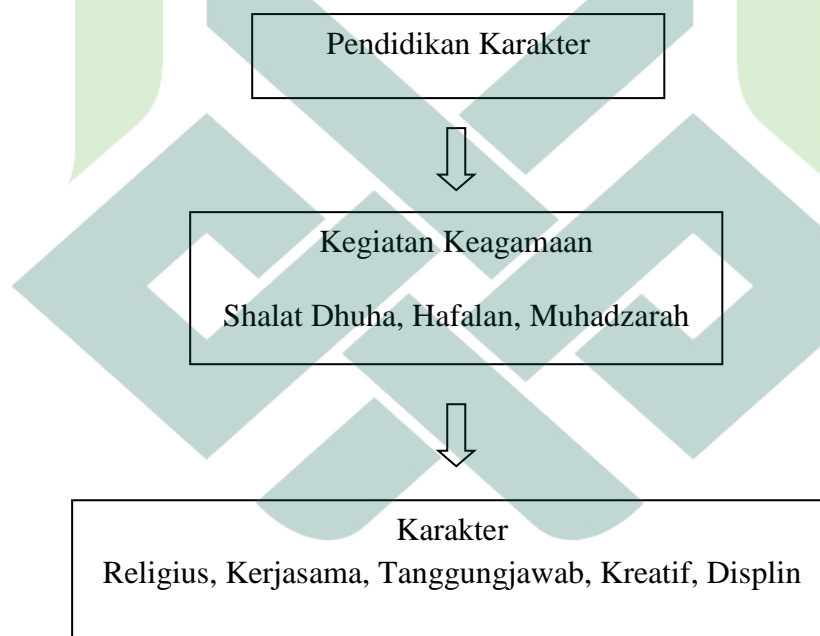 Pendidikan Karakter
Kegiatan Keagamaan
Shalat Dhuha, Hafalan, Muhadzarah
Karakter
Religius, Kerjasama, Tanggungjawab, Kreatif, Displin